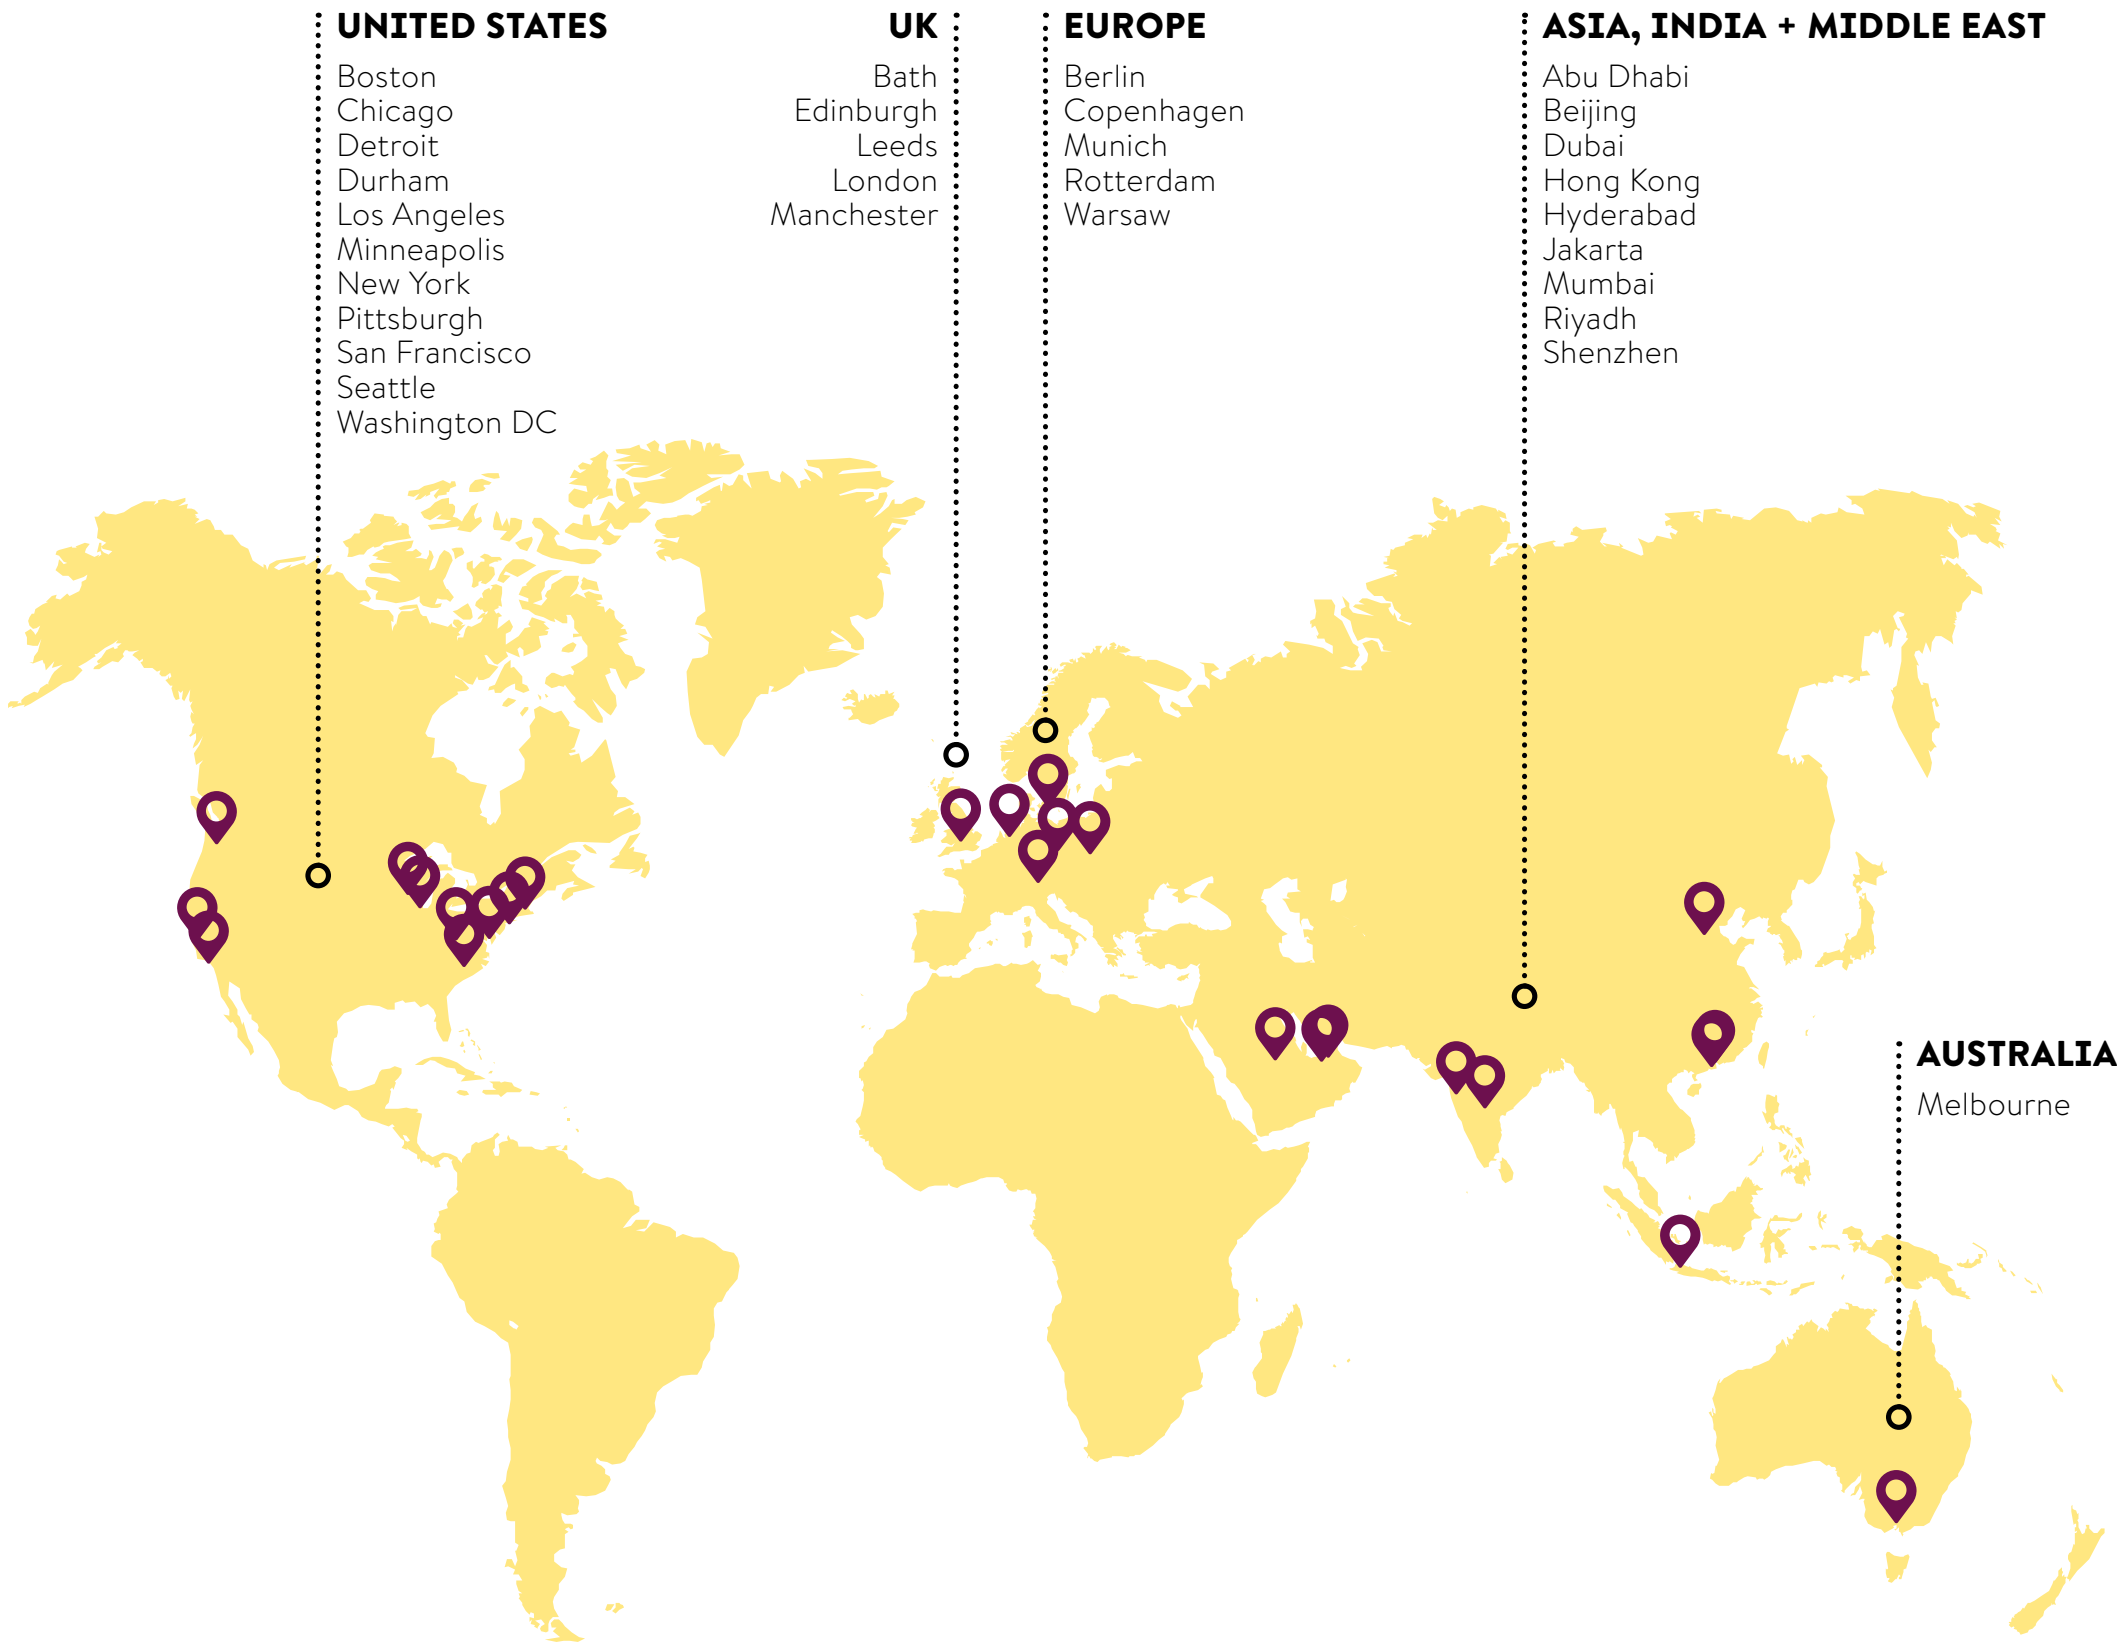 UNITED STATES
Boston
Chicago
Detroit
Durham
Los Angeles
Minneapolis
New York
Pittsburgh
San Francisco
Seattle
Washington DC
UK
Bath
Edinburgh
Leeds
London
Manchester
EUROPE
Berlin
Copenhagen
Munich
Rotterdam
Warsaw
ASIA, INDIA + MIDDLE EAST
Abu Dhabi
Beijing
Dubai
Hong Kong
Hyderabad
Jakarta
Mumbai
Riyadh
Shenzhen
AUSTRALIA
Melbourne